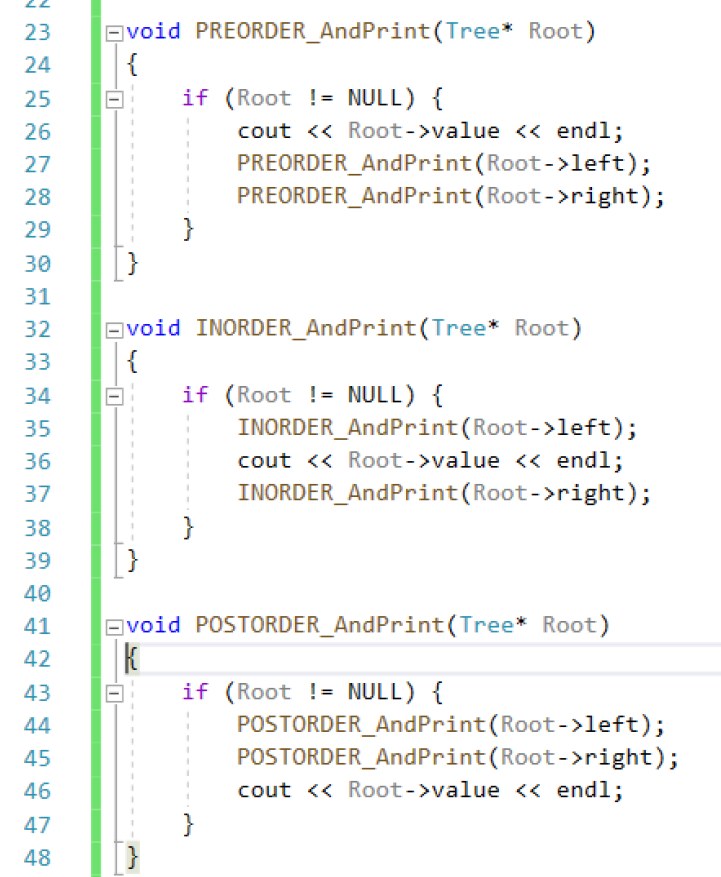 22
23 void PREORDER_AndPrint(Tree* Root)
24 {
25 if (Root != NULL) {
26 cout << Root->value << endl;
27 PREORDER_AndPrint(Root->left);
28 PREORDER_AndPrint(Root->right);
29 }
30 }
31
32 void INORDER_AndPrint(Tree* Root)
33 {
34 if (Root != NULL) {
35 INORDER_AndPrint(Root->left);
36 cout << Root->value << endl;
37 INORDER_AndPrint(Root->right);
38 }
39 }
40
41 void POSTORDER_AndPrint(Tree* Root)
42 {
43 if (Root != NULL) {
44 POSTORDER_AndPrint(Root->left);
45 POSTORDER_AndPrint(Root->right);
46 cout << Root->value << endl;
47 }
48 }